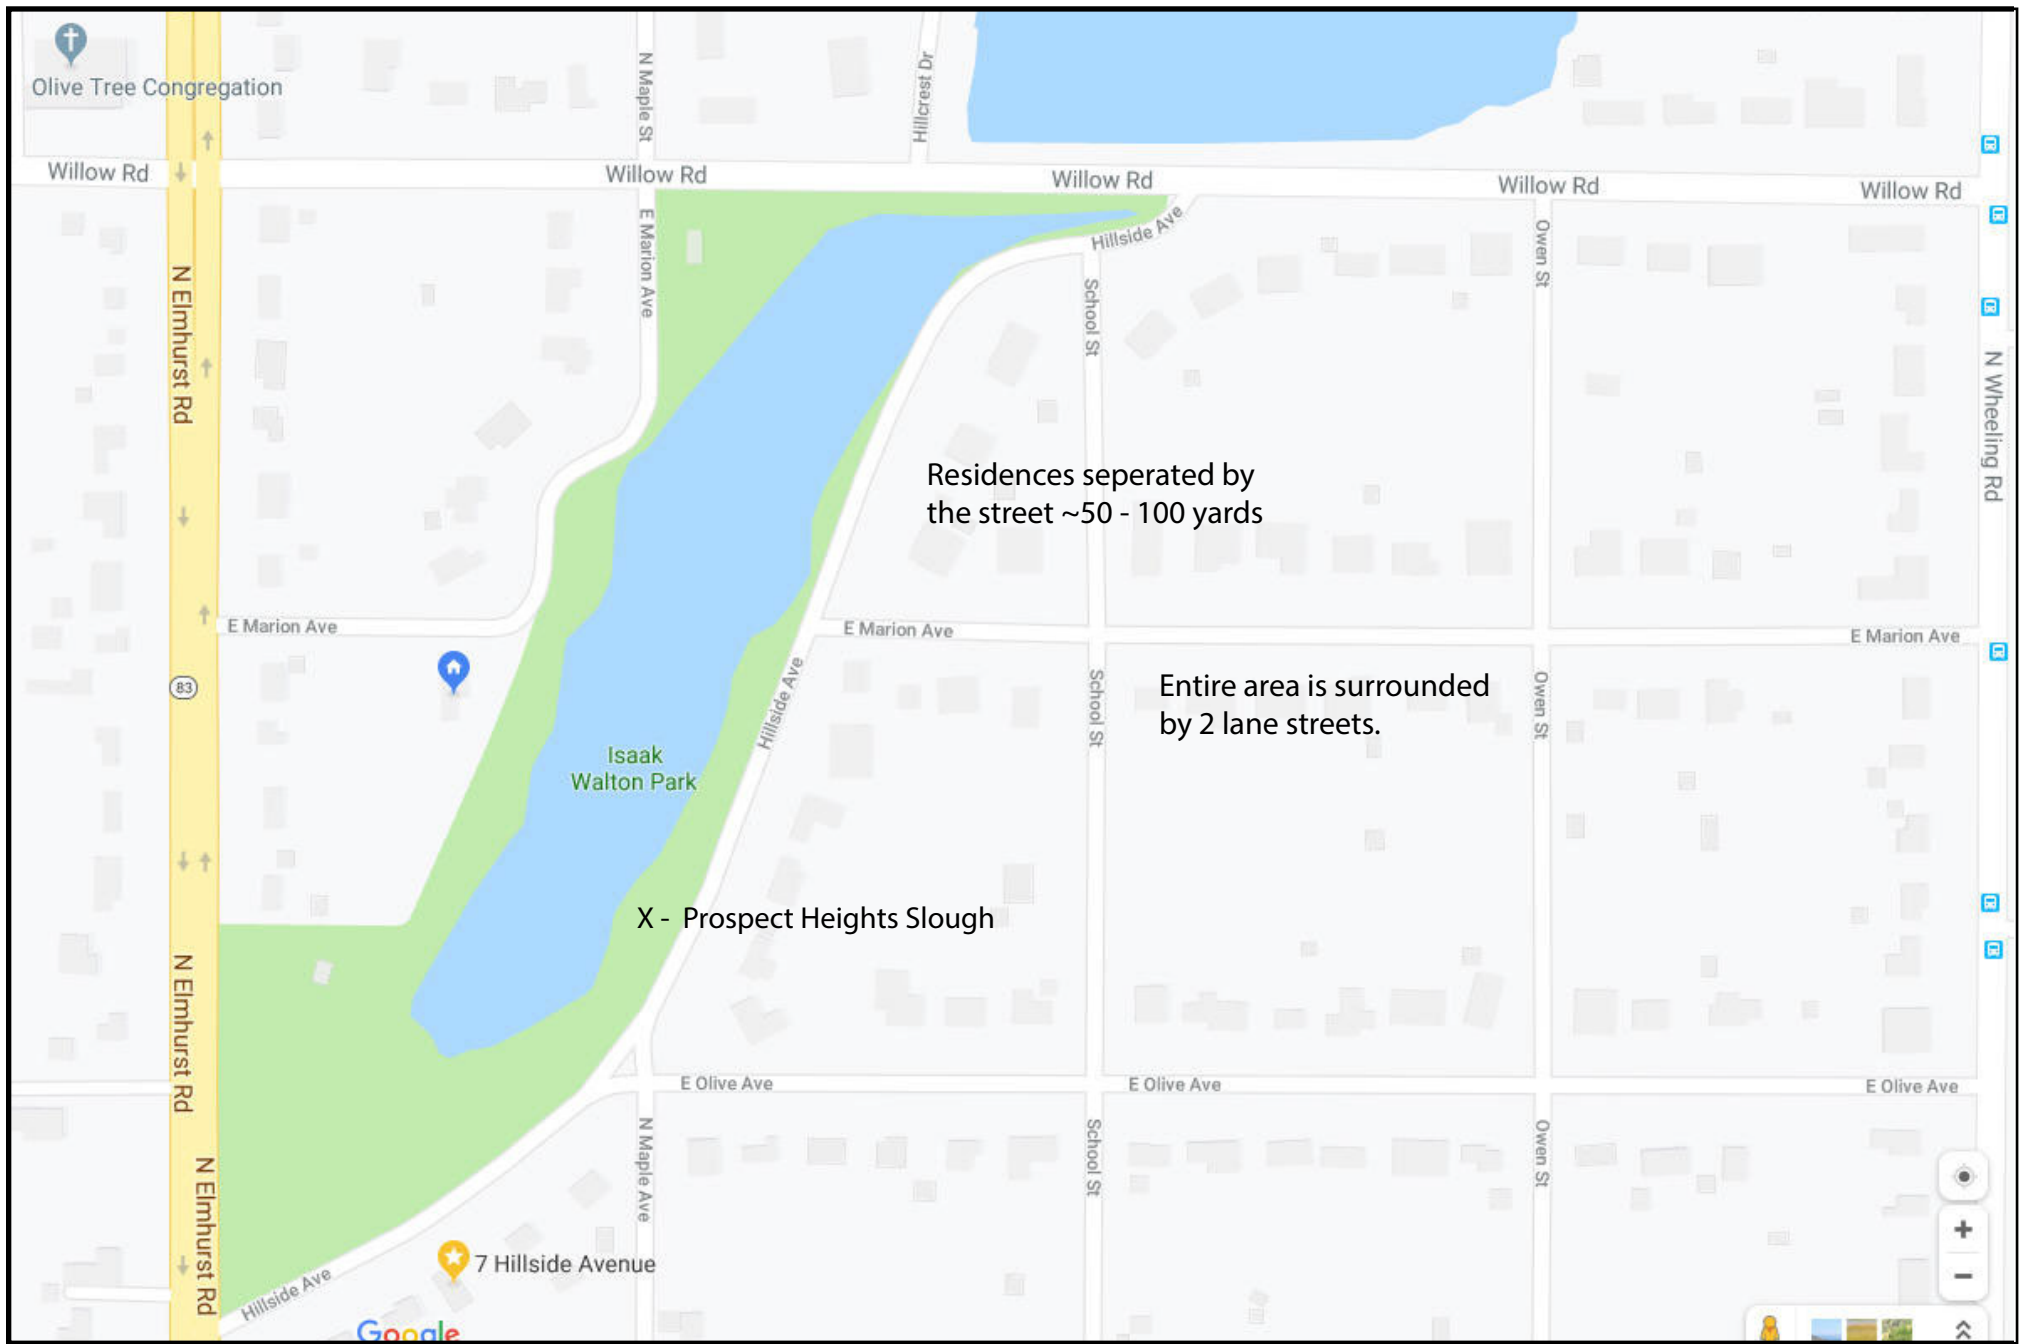 Olive Tree Congregation
N Maple St
Hillcrest Dr
Willow Rd
Willow Rd
Willow Rd
Willow Rd
Willow Rd
Hillside Ave
E Marion Ave
Owen St
N Elmhurst Rd
School St
N Wheeling Rd
Residences seperated by
the street ~50 - 100 yards
E Marion Ave
E Marion Ave
E Marion Ave
83
Hillside Ave
School St
Owen St
Entire area is surrounded
by 2 lane streets.
Isaak
Walton Park
X - Prospect Heights Slough
N Elmhurst Rd
E Olive Ave
E Olive Ave
E Olive Ave
N Maple Ave
School St
Owen St
N Elmhurst Rd
7 Hillside Avenue
Hillside Ave
Google